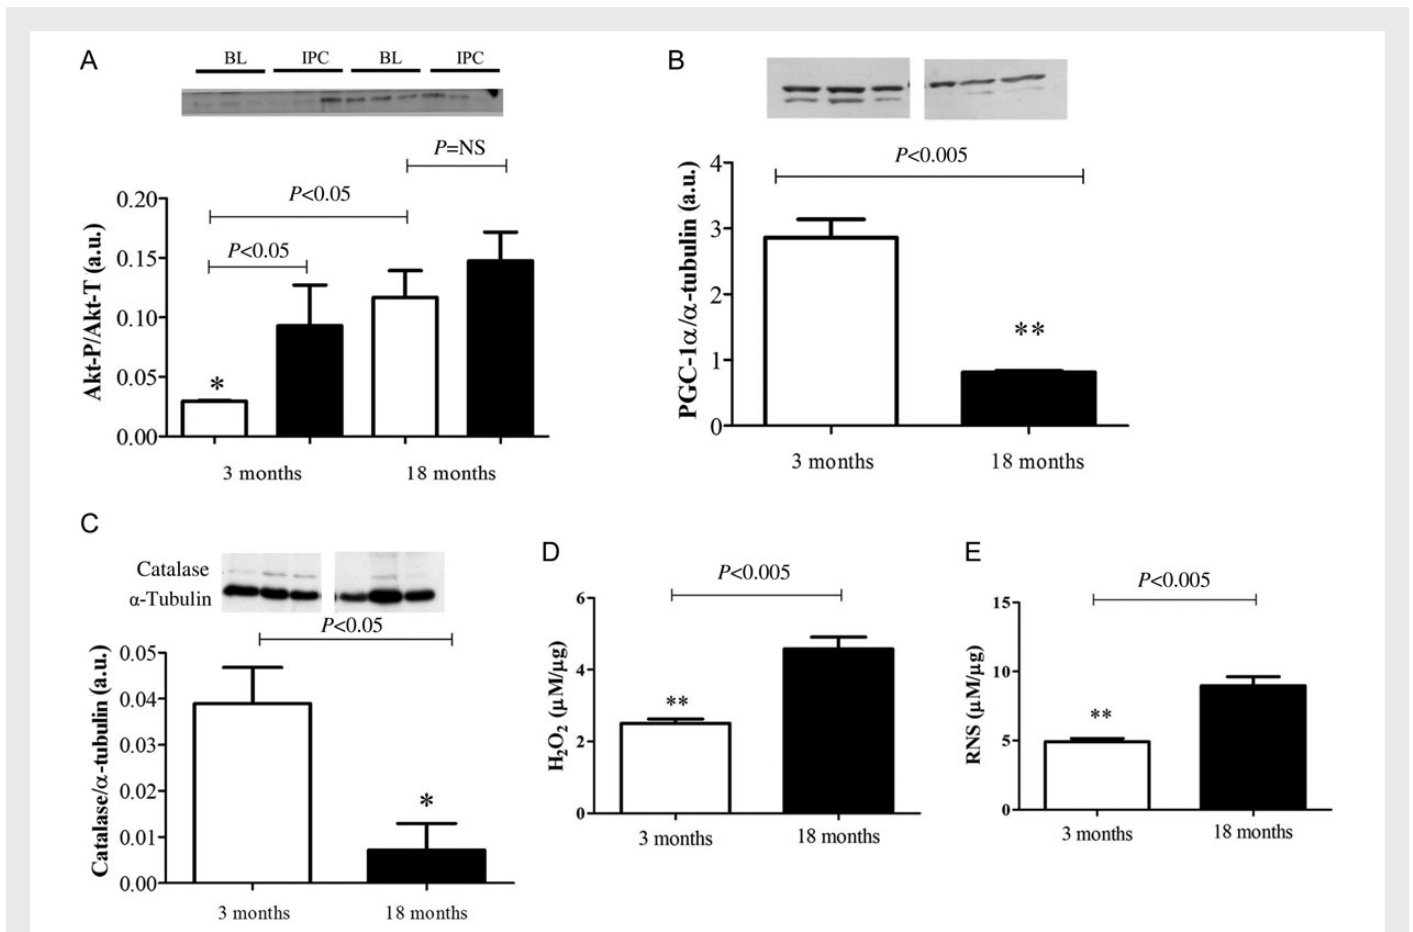 A
BL IPC BL IPC
P=NS
P<0.05
P<0.05
Akt-P/Akt-T (a.u.)
0.20
0.15
0.10
0.05
0.00
*
3 months 18 months
B
P<0.005
PGC-1α/α-tubulin (a.u.)
4
3
2
1
0
**
3 months 18 months
C
Catalase
α-Tubulin
P<0.05
Catalase/α-tubulin (a.u.)
0.05
0.04
0.03
0.02
0.01
0.00
*
3 months 18 months
D
P<0.005
H₂O₂ (μM/μg)
6
4
2
0
**
3 months 18 months
E
P<0.005
RNS (μM/μg)
15
10
5
0
**
3 months 18 months